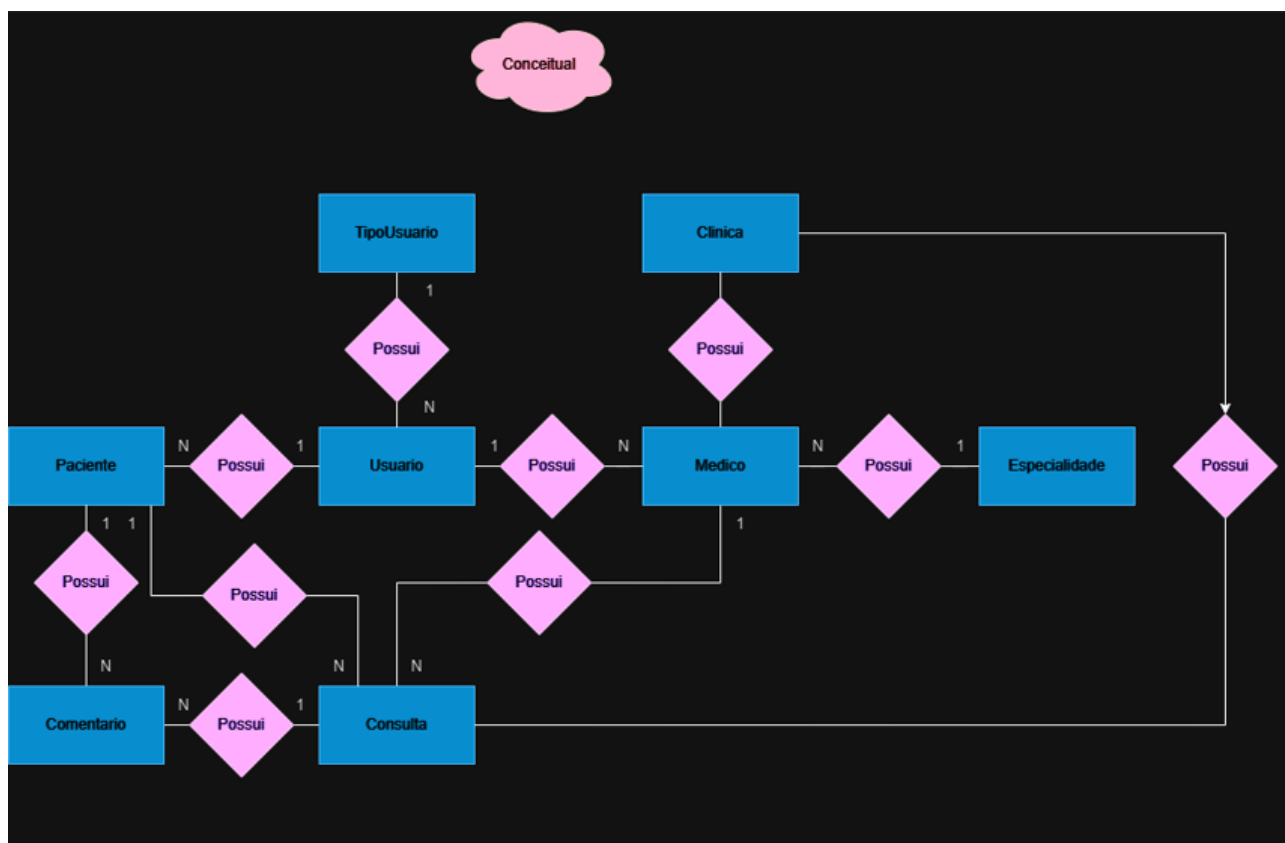 Conceitual
TipoUsuario
Clinica
1
Possui
Possui
N
Paciente
N
Possui
1
Usuario
1
Possui
N
Medico
N
Possui
1
Especialidade
Possui
1
1
1
Possui
Possui
Possui
N
N
N
Comentario
N
Possui
1
Consulta